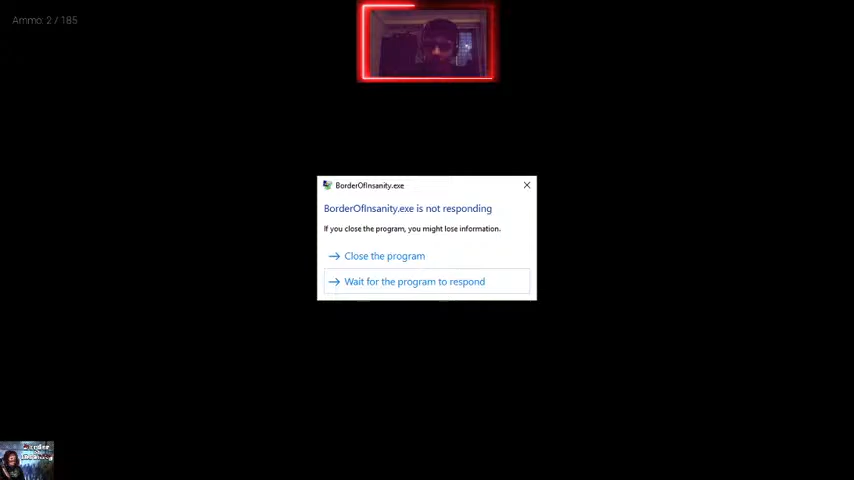 Ammo: 2 / 185
BorderOfInsanity.exe
BorderOfInsanity.exe is not responding
If you close the program, you might lose information.
Close the program
Wait for the program to respond